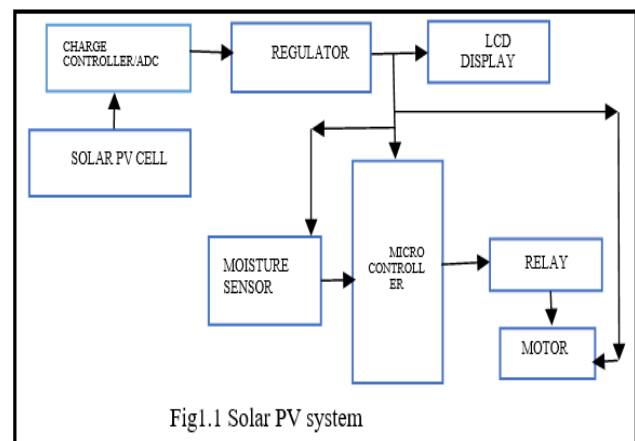 CHARGE
CONTROLLER/ADC
REGULATOR
LCD
DISPLAY
SOLAR PV CELL
MOISTURE
SENSOR
MICRO
CONTROLL
ER
RELAY
MOTOR
Fig1.1 Solar PV system